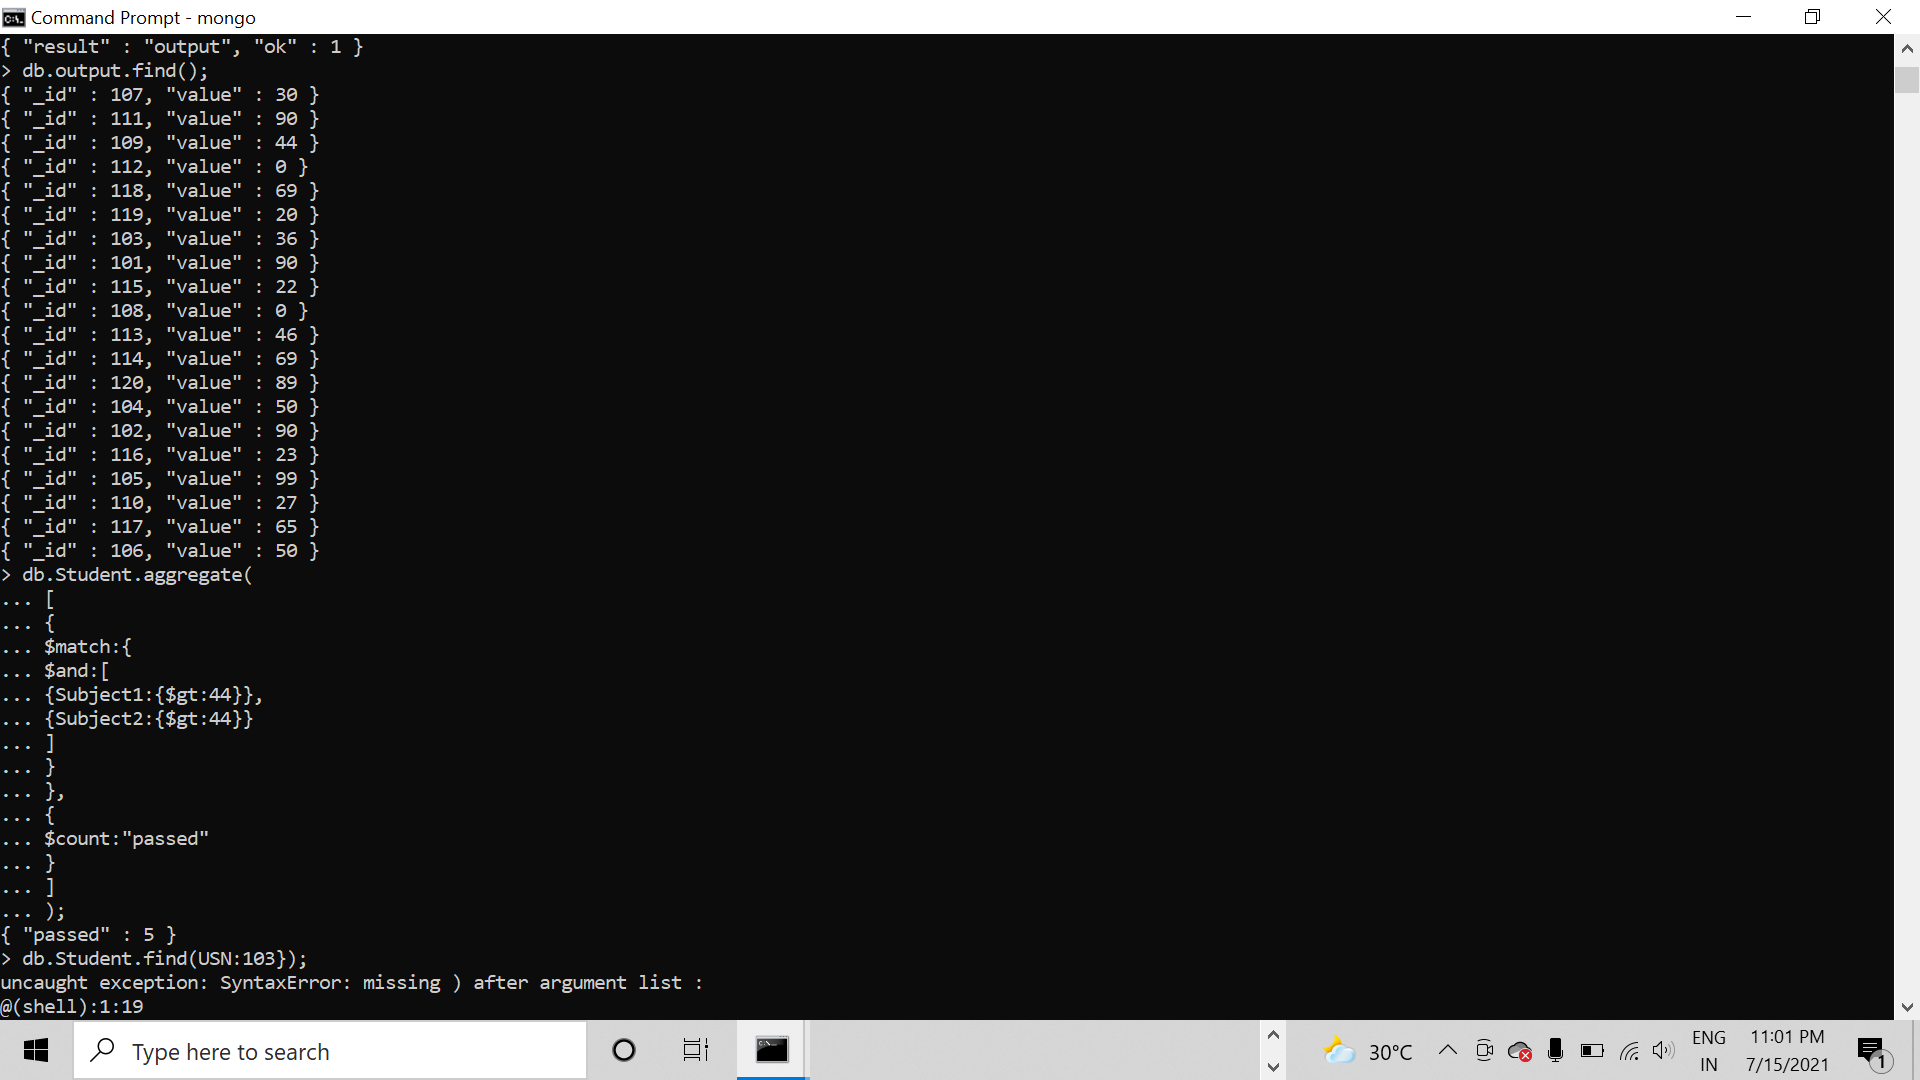 Command Prompt - mongo
{ "result" : "output", "ok" : 1 }
> db.output.find();
{ "_id" : 107, "value" : 30 }
{ "_id" : 111, "value" : 90 }
{ "_id" : 109, "value" : 44 }
{ "_id" : 112, "value" : 0 }
{ "_id" : 118, "value" : 69 }
{ "_id" : 119, "value" : 20 }
{ "_id" : 103, "value" : 36 }
{ "_id" : 101, "value" : 90 }
{ "_id" : 115, "value" : 22 }
{ "_id" : 108, "value" : 0 }
{ "_id" : 113, "value" : 46 }
{ "_id" : 114, "value" : 69 }
{ "_id" : 120, "value" : 89 }
{ "_id" : 104, "value" : 50 }
{ "_id" : 102, "value" : 90 }
{ "_id" : 116, "value" : 23 }
{ "_id" : 105, "value" : 99 }
{ "_id" : 110, "value" : 27 }
{ "_id" : 117, "value" : 65 }
{ "_id" : 106, "value" : 50 }
> db.Student.aggregate(
... [
... {
... $match:{
... $and:[
... {Subject1:{$gt:44}},
... {Subject2:{$gt:44}}
... ]
... }
... },
... {
... $count:"passed"
... }
... ]
... );
{ "passed" : 5 }
> db.Student.find(USN:103});
uncaught exception: SyntaxError: missing ) after argument list :
@(shell):1:19
Type here to search
30°C
ENG
IN
11:01 PM
7/15/2021
1